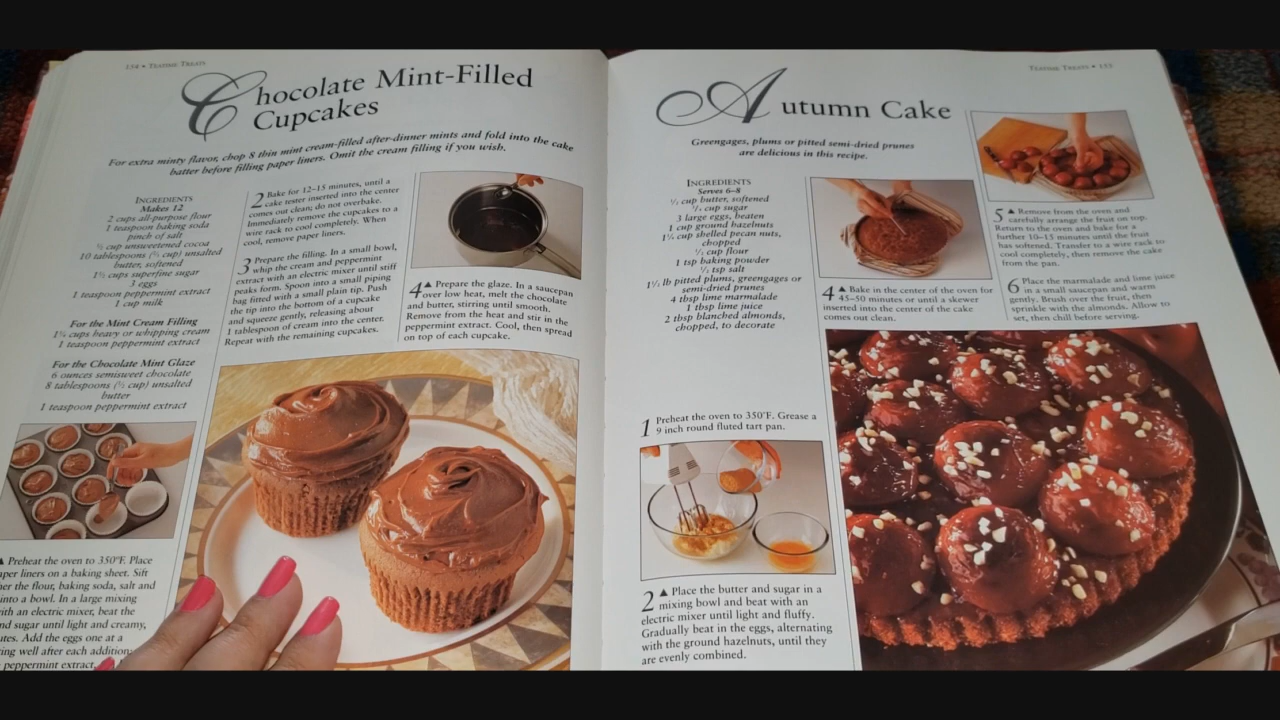 154 • TEATIME TREATS
Chocolate Mint-Filled
Cupcakes
For extra minty flavor, chop 8 thin mint cream-filled after-dinner mints and fold into the cake
batter before filling paper liners. Omit the cream filling if you wish.
INGREDIENTS
Makes 12
2 cups all-purpose flour
1 teaspoon baking soda
pinch of salt
cup unsweetened cocoa
10 tablespoons cup) unsalted
butter, softened
cups superfine sugar
3 eggs
1 teaspoon peppermint extract
1 cup milk
For the Mint Cream Filling
cups heavy or whipping cream
1 teaspoon peppermint extract
For the Chocolate Mint Glaze
6 ounces semisweet chocolate
8 tablespoons (½ cup) unsalted
butter
1 teaspoon peppermint extract
▲ Preheat the oven to 350°F. Place
liners on a baking sheet. Sift
the flour, baking soda, salt and
into a bowl. In a large mixing
an electric mixer, beat the
sugar until light and creamy,
Add the eggs one at a
well after each addition
peppermint extract.
2 Bake for 12–15 minutes, until a
cake tester inserted into the center
comes out clean; do not overbake.
Immediately remove the cupcakes to a
wire rack to cool completely. When
cool, remove paper liners.
3 Prepare the filling. In a small bowl,
whip the cream and peppermint
extract with an electric mixer until stiff
peaks form. Spoon into a small piping
bag fitted with a small plain tip. Push
the tip into the bottom of a cupcake
and squeeze gently, releasing about
1 tablespoon of cream into the center.
Repeat with the remaining cupcakes.
4 ▲ Prepare the glaze. In a saucepan
over low heat, melt the chocolate
and butter, stirring until smooth.
Remove from the heat and stir in the
peppermint extract. Cool, then spread
on top of each cupcake.
TEATIME TREATS • 155
Autumn Cake
Greengages, plums or pitted semi-dried prunes
are delicious in this recipe.
INGREDIENTS
Serves 6–8
cup butter, softened
cup sugar
3 large eggs, beaten
1 cup ground hazelnuts
cup shelled pecan nuts,
chopped
cup flour
1 tsp baking powder
tsp salt
lb pitted plums, greengages or
semi-dried prunes
4 tbsp lime marmalade
1 tbsp lime juice
2 tbsp blanched almonds,
chopped, to decorate
1 Preheat the oven to 350°F. Grease a
9 inch round fluted tart pan.
2 ▲ Place the butter and sugar in a
mixing bowl and beat with an
electric mixer until light and fluffy.
Gradually beat in the eggs, alternating
with the ground hazelnuts, until they
are evenly combined.
4 ▲ Bake in the center of the oven for
45–50 minutes or until a skewer
inserted into the center of the cake
comes out clean.
5 ▲ Remove from the oven and
carefully arrange the fruit on top.
Return to the oven and bake for a
further 10–15 minutes until the fruit
has softened. Transfer to a wire rack to
cool completely, then remove the cake
from the pan.
6 Place the marmalade and lime juice
in a small saucepan and warm
gently. Brush over the fruit, then
sprinkle with the almonds. Allow to
set, then chill before serving.